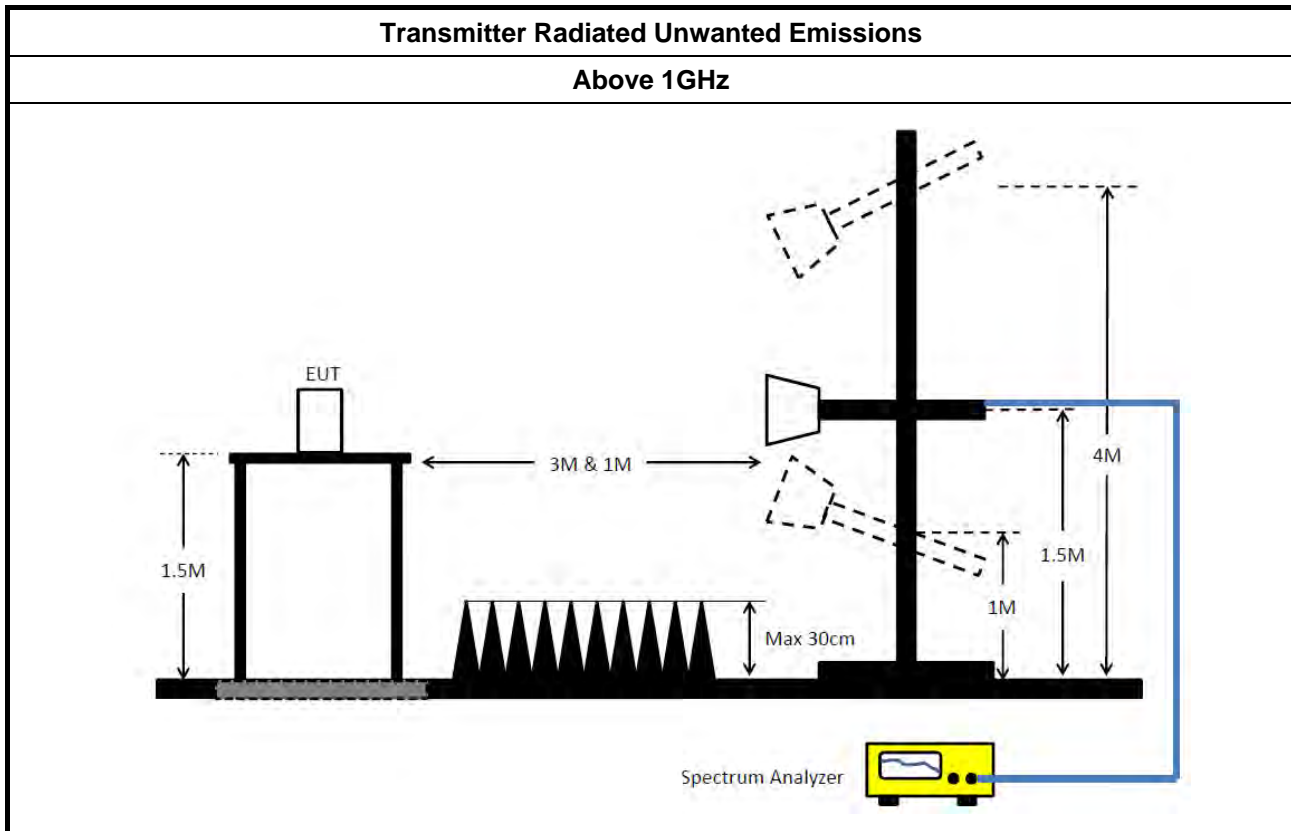 Transmitter Radiated Unwanted Emissions
Above 1GHz
EUT
3M & 1M
4M
1.5M
1.5M
1M
Max 30cm
Spectrum Analyzer